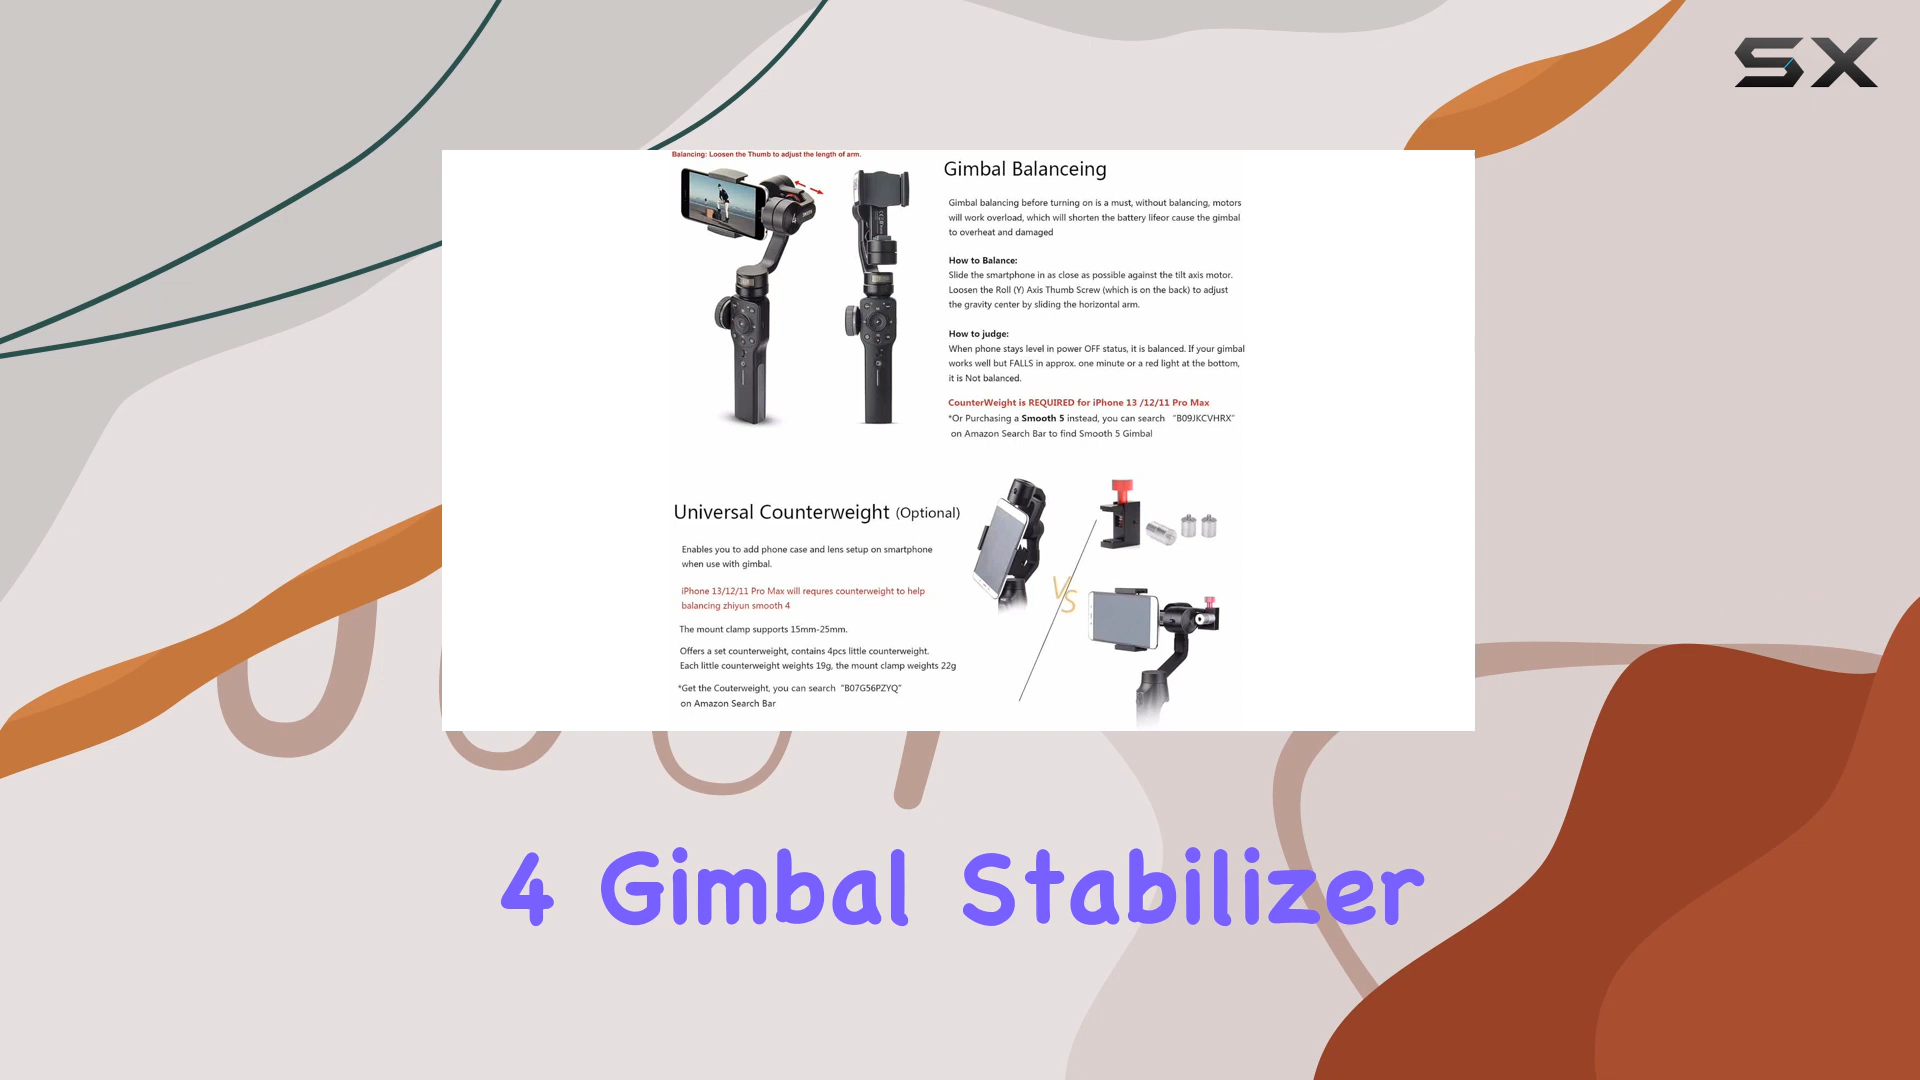 SX
Balancing: Loosen the Thumb to adjust the length of arm.
Gimbal Balanceing
Gimbal balancing before turning on is a must, without balancing, motors
will work overload, which will shorten the battery lifeor cause the gimbal
to overheat and damaged
How to Balance:
Slide the smartphone in as close as possible against the tilt axis motor.
Loosen the Roll (Y) Axis Thumb Screw (which is on the back) to adjust
the gravity center by sliding the horizontal arm.
How to judge:
When phone stays level in power OFF status, it is balanced. If your gimbal
works well but FALLS in approx. one minute or a red light at the bottom,
it is Not balanced.
CounterWeight is REQUIRED for iPhone 13 /12/11 Pro Max
*Or Purchasing a Smooth 5 instead, you can search "B09JKCVHRX"
on Amazon Search Bar to find Smooth 5 Gimbal
Universal Counterweight (Optional)
Enables you to add phone case and lens setup on smartphone
when use with gimbal.
iPhone 13/12/11 Pro Max will requres counterweight to help
balancing zhiyun smooth 4
The mount clamp supports 15mm-25mm.
Offers a set counterweight, contains 4pcs little counterweight.
Each little counterweight weights 19g, the mount clamp weights 22g
*Get the Couterweight, you can search "B07G56PZYQ"
on Amazon Search Bar
VS
4 Gimbal Stabilizer